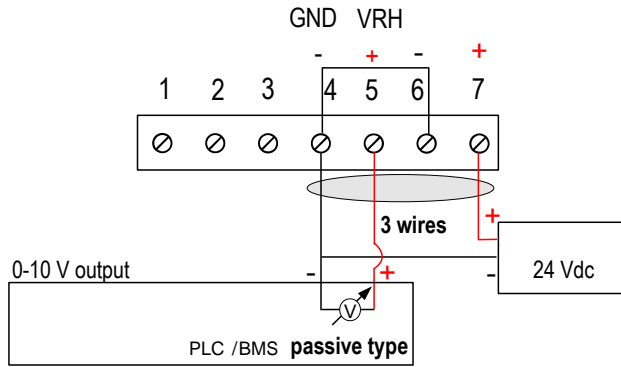 GND VRH
- + - +
1 2 3 4 5 6 7
3 wires
+
24 Vdc
-
0-10 V output
- +
V
PLC /BMS passive type